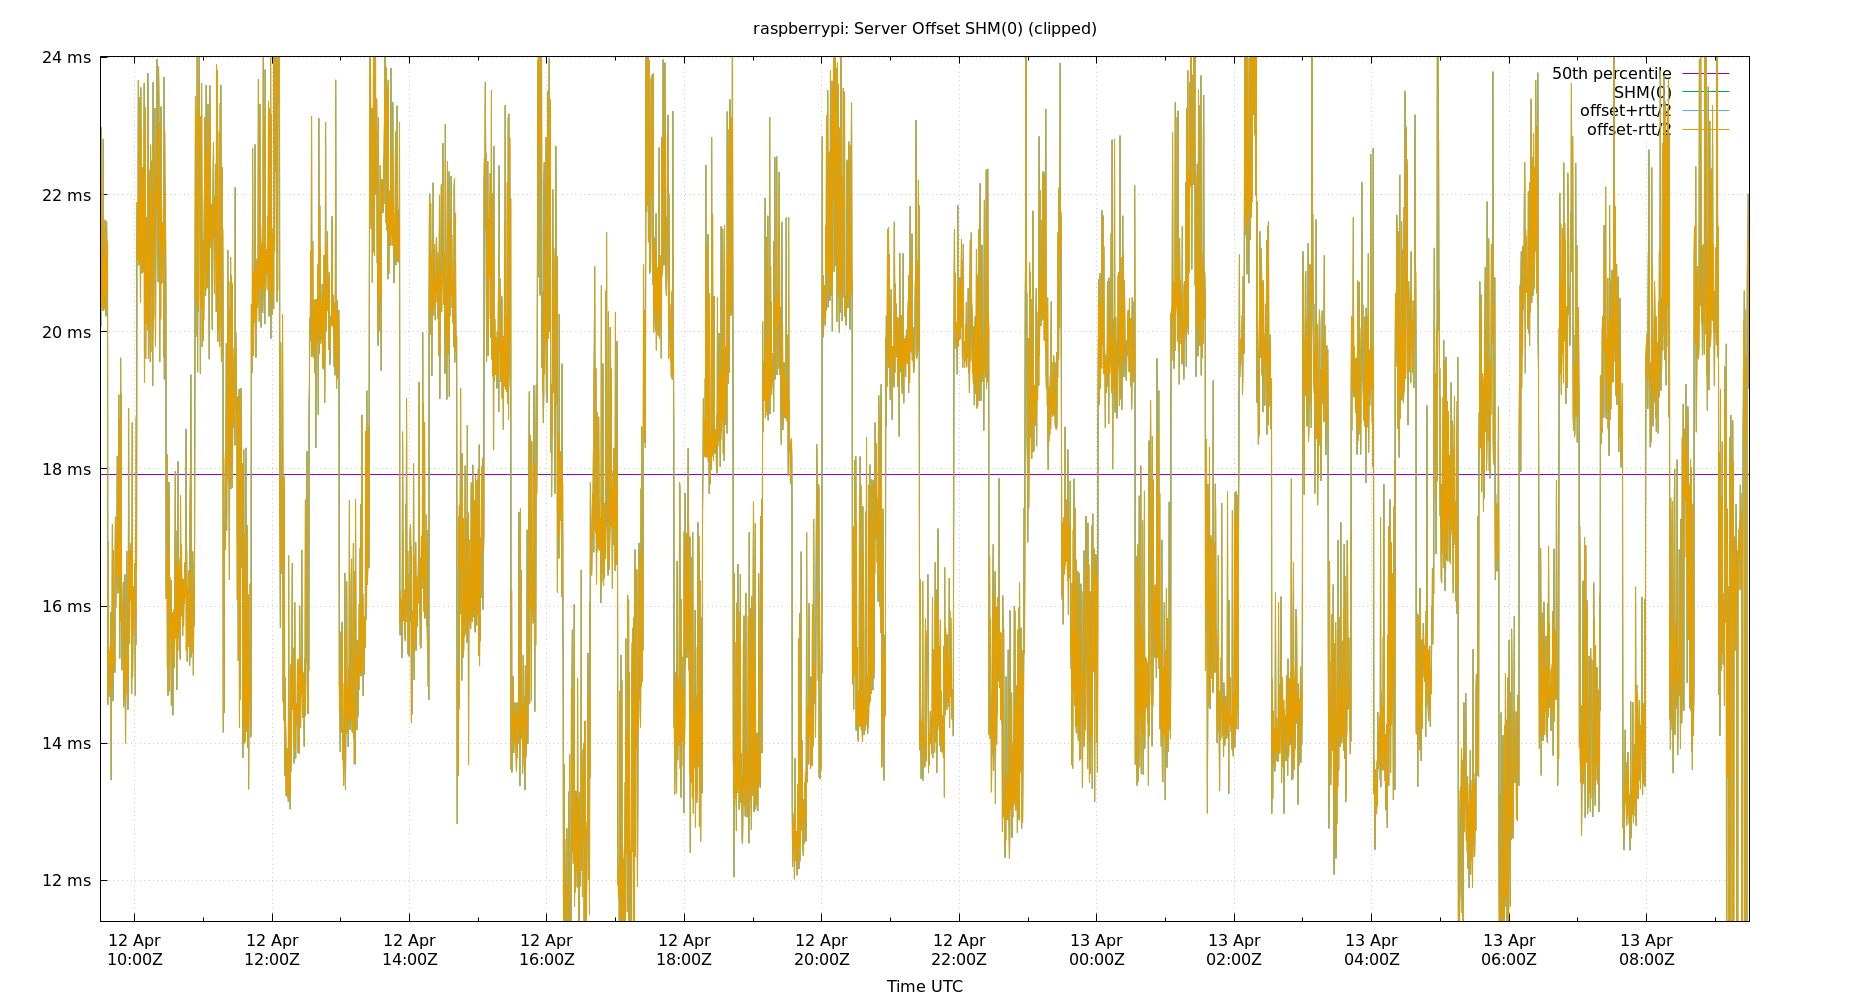 raspberrypi: Server Offset SHM(0) (clipped)
24 ms
22 ms
20 ms
18 ms
16 ms
14 ms
12 ms
50th percentile
SHM(0)
offset+rtt/2
offset-rtt/2
12 Apr 12 Apr 12 Apr 12 Apr 12 Apr 12 Apr 12 Apr 13 Apr 13 Apr 13 Apr 13 Apr 13 Apr
10:00Z 12:00Z 14:00Z 16:00Z 18:00Z 20:00Z 22:00Z 00:00Z 02:00Z 04:00Z 06:00Z 08:00Z
Time UTC